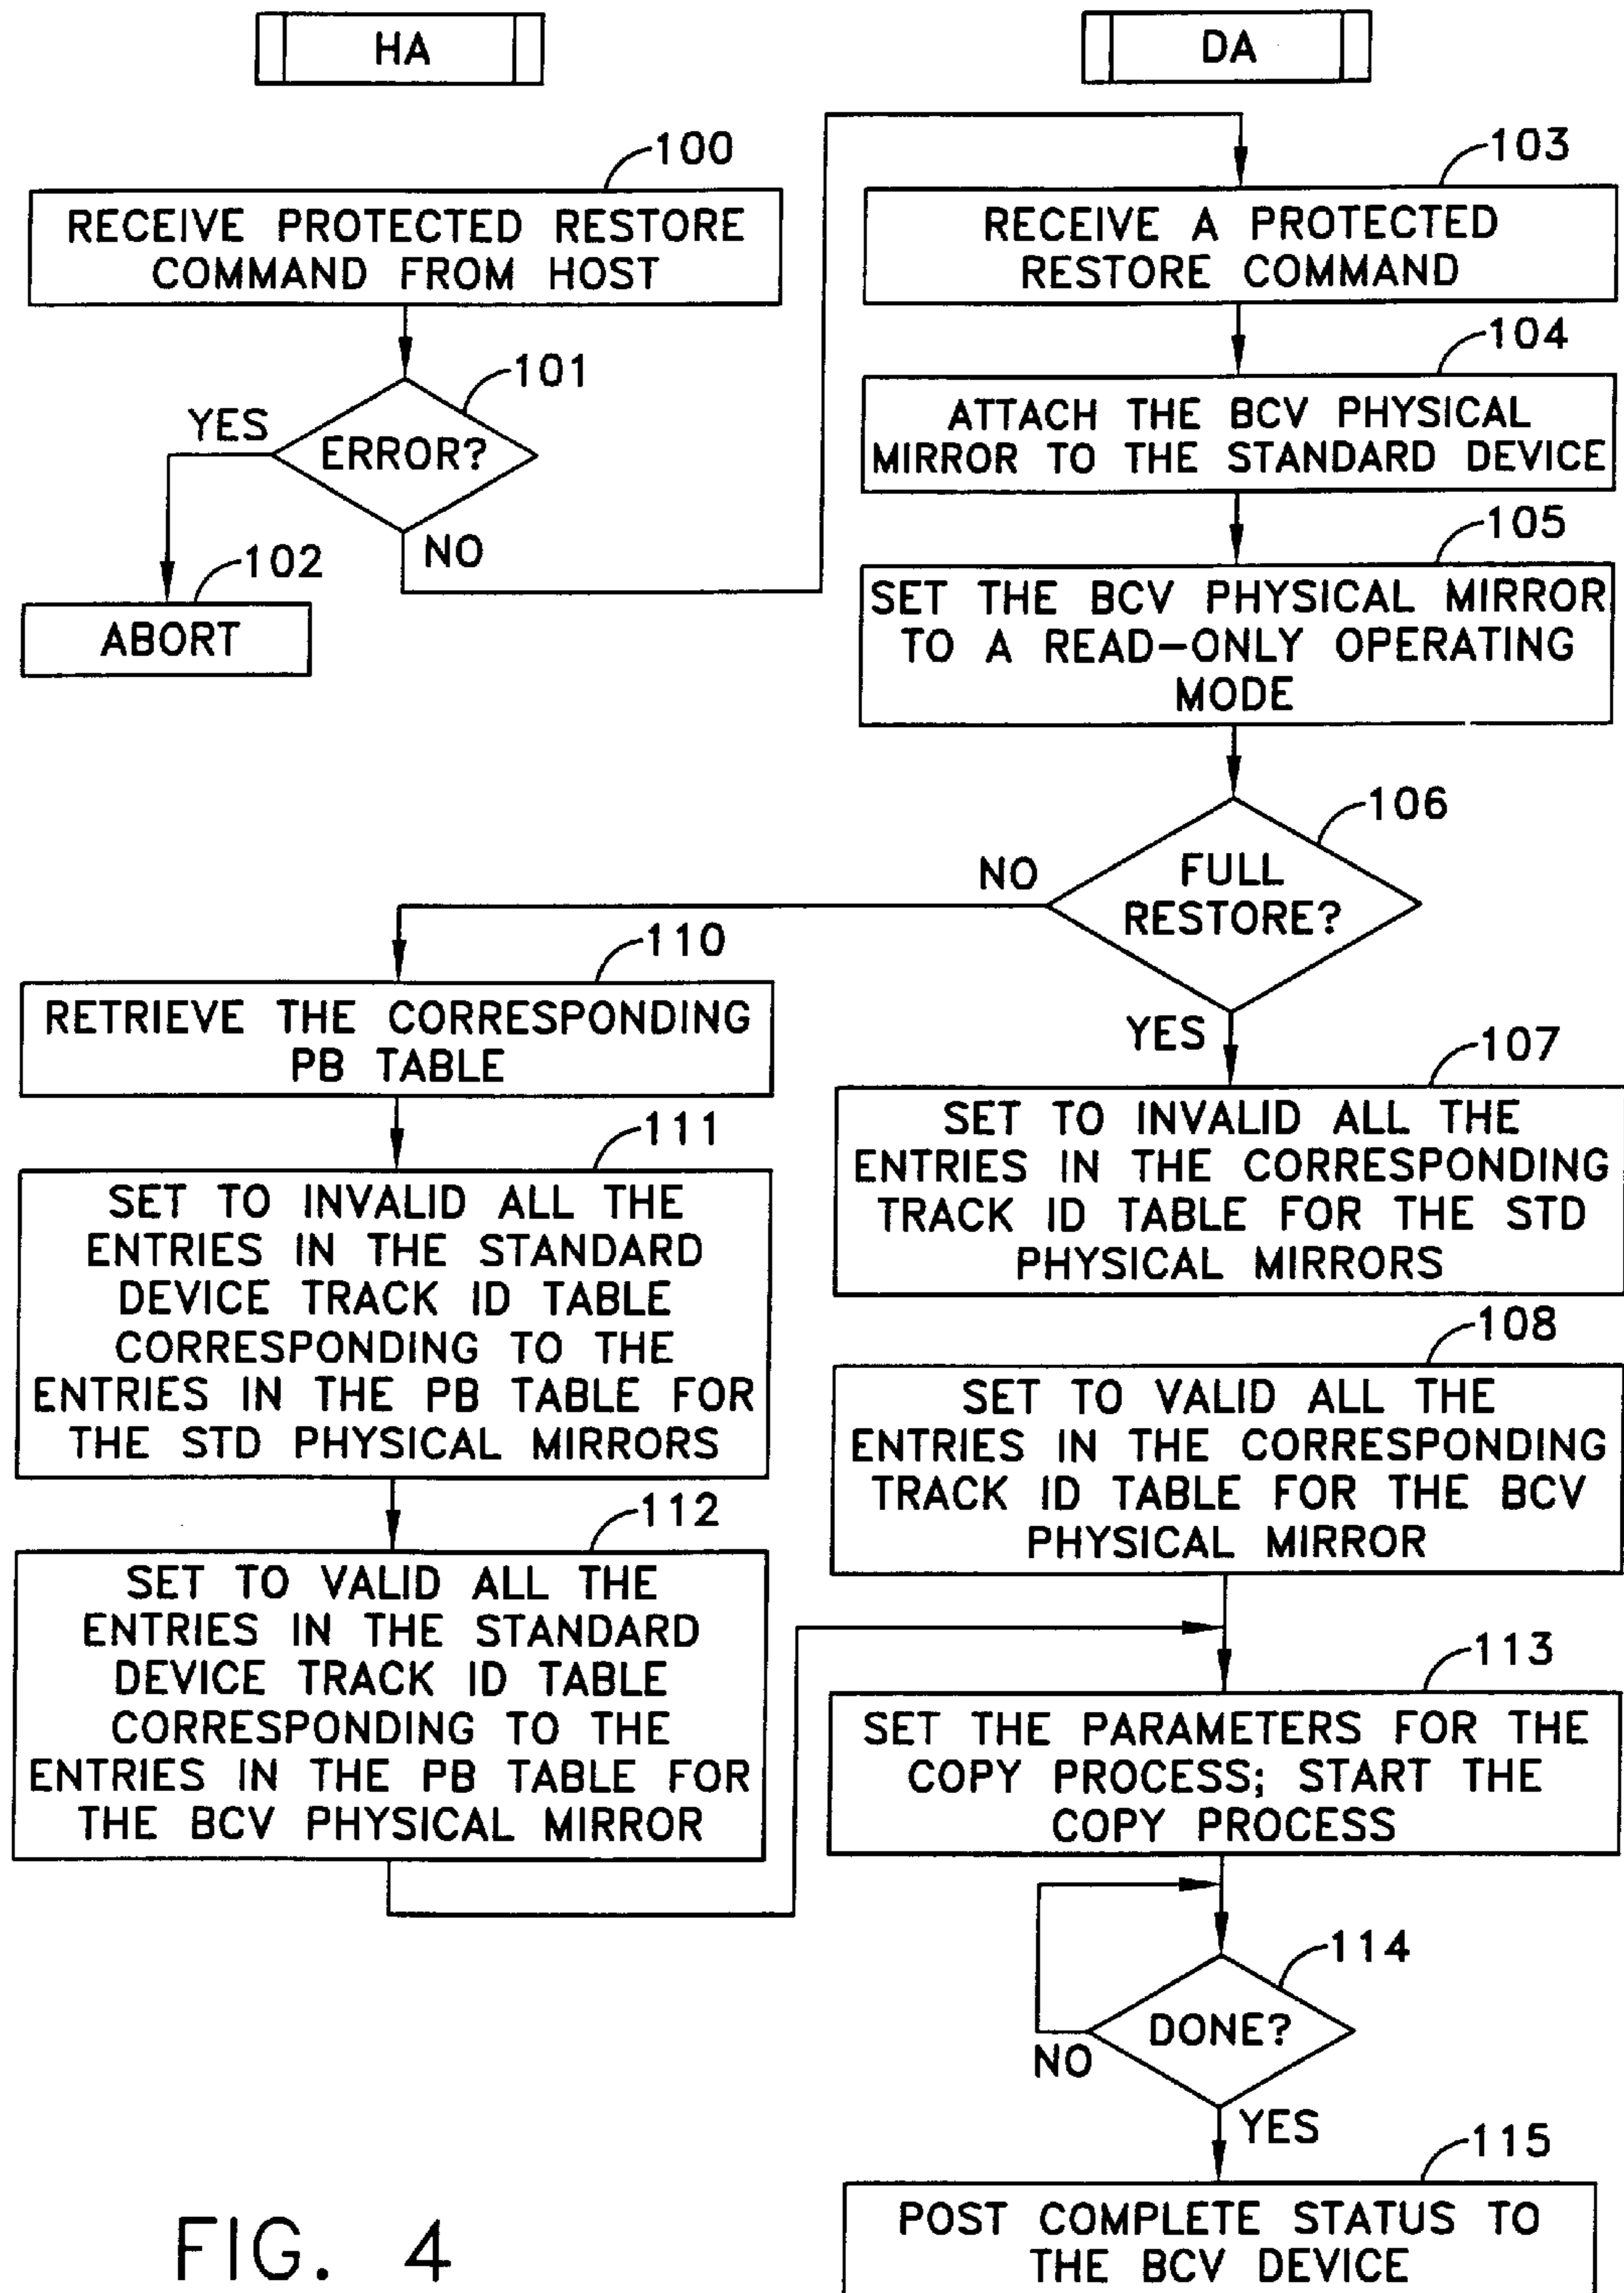 HA
100
RECEIVE PROTECTED RESTORE
COMMAND FROM HOST
101
ERROR?
YES
NO
102
ABORT
DA
103
RECEIVE A PROTECTED
RESTORE COMMAND
104
ATTACH THE BCV PHYSICAL
MIRROR TO THE STANDARD DEVICE
105
SET THE BCV PHYSICAL MIRROR
TO A READ-ONLY OPERATING
MODE
106
FULL
RESTORE?
NO
YES
110
RETRIEVE THE CORRESPONDING
PB TABLE
111
SET TO INVALID ALL THE
ENTRIES IN THE STANDARD
DEVICE TRACK ID TABLE
CORRESPONDING TO THE
ENTRIES IN THE PB TABLE FOR
THE STD PHYSICAL MIRRORS
112
SET TO VALID ALL THE
ENTRIES IN THE STANDARD
DEVICE TRACK ID TABLE
CORRESPONDING TO THE
ENTRIES IN THE PB TABLE FOR
THE BCV PHYSICAL MIRROR
107
SET TO INVALID ALL THE
ENTRIES IN THE CORRESPONDING
TRACK ID TABLE FOR THE STD
PHYSICAL MIRRORS
108
SET TO VALID ALL THE
ENTRIES IN THE CORRESPONDING
TRACK ID TABLE FOR THE BCV
PHYSICAL MIRROR
113
SET THE PARAMETERS FOR THE
COPY PROCESS; START THE
COPY PROCESS
114
DONE?
NO
YES
115
POST COMPLETE STATUS TO
THE BCV DEVICE
FIG. 4